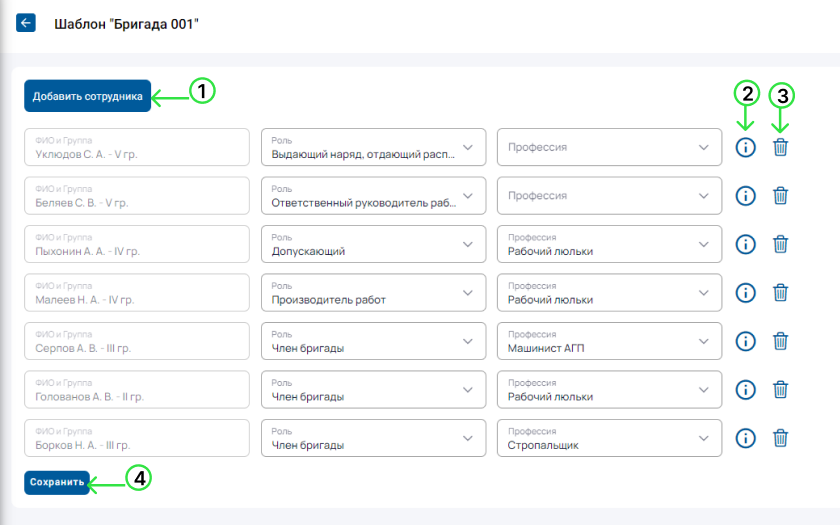 Шаблон "Бригада 001"
Добавить сотрудника
1
2
3
ФИО и Группа
Уклюдов С. А. - V гр.
Роль
Выдающий наряд, отдающий расп...
Профессия
ФИО и Группа
Беляев С. В. - V гр.
Роль
Ответственный руководитель раб...
Профессия
ФИО и Группа
Пыхонин А. А. - IV гр.
Роль
Допускающий
Профессия
Рабочий люльки
ФИО и Группа
Малеев Н. А. - IV гр.
Роль
Производитель работ
Профессия
Рабочий люльки
ФИО и Группа
Серпов А. В. - III гр.
Роль
Член бригады
Профессия
Машинист АГП
ФИО и Группа
Голованов А. В. - II гр.
Роль
Член бригады
Профессия
Рабочий люльки
ФИО и Группа
Борков Н. А. - III гр.
Роль
Член бригады
Профессия
Стропальщик
Сохранить
4